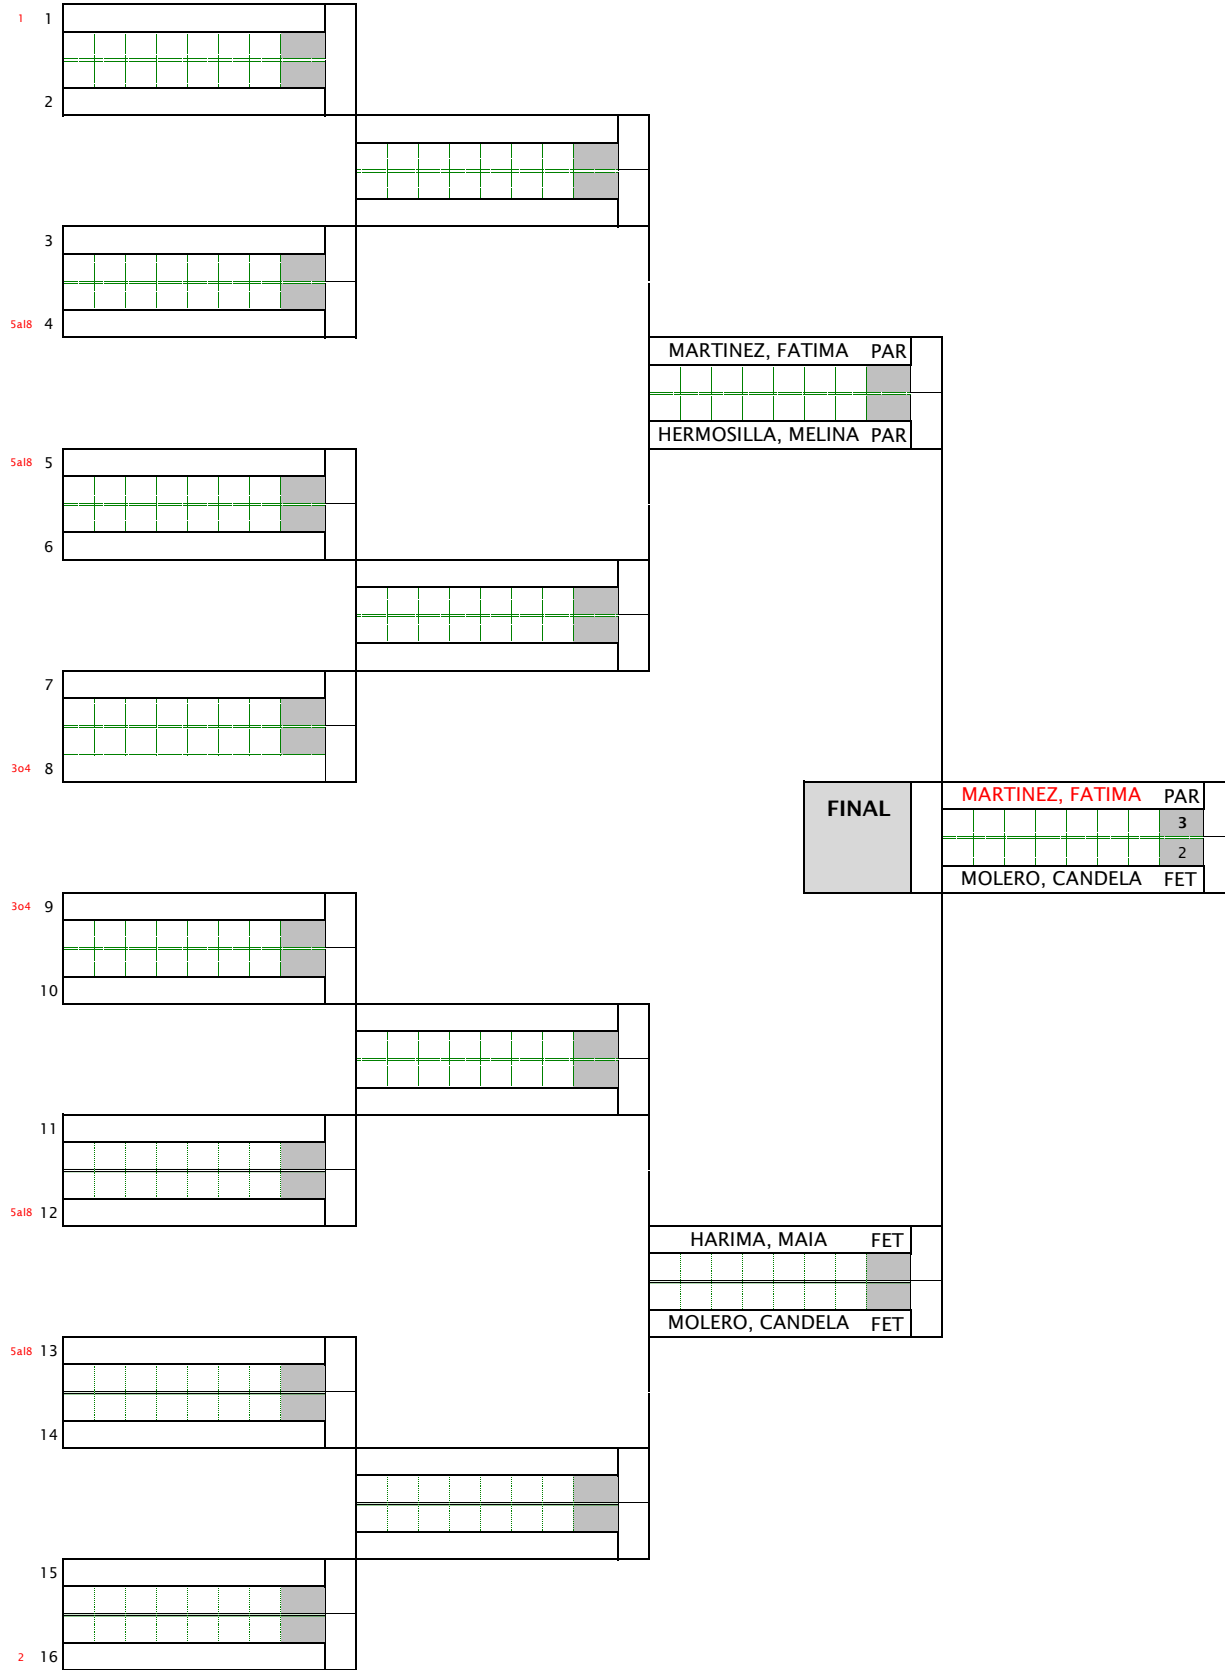 1 1
2
3
5al8 4
MARTINEZ, FATIMA PAR
HERMOSILLA, MELINA PAR
5al8 5
6
7
3o4 8
FINAL
MARTINEZ, FATIMA PAR
3
2
MOLERO, CANDELA FET
3o4 9
10
11
5al8 12
HARIMA, MAIA FET
MOLERO, CANDELA FET
5al8 13
14
15
2 16